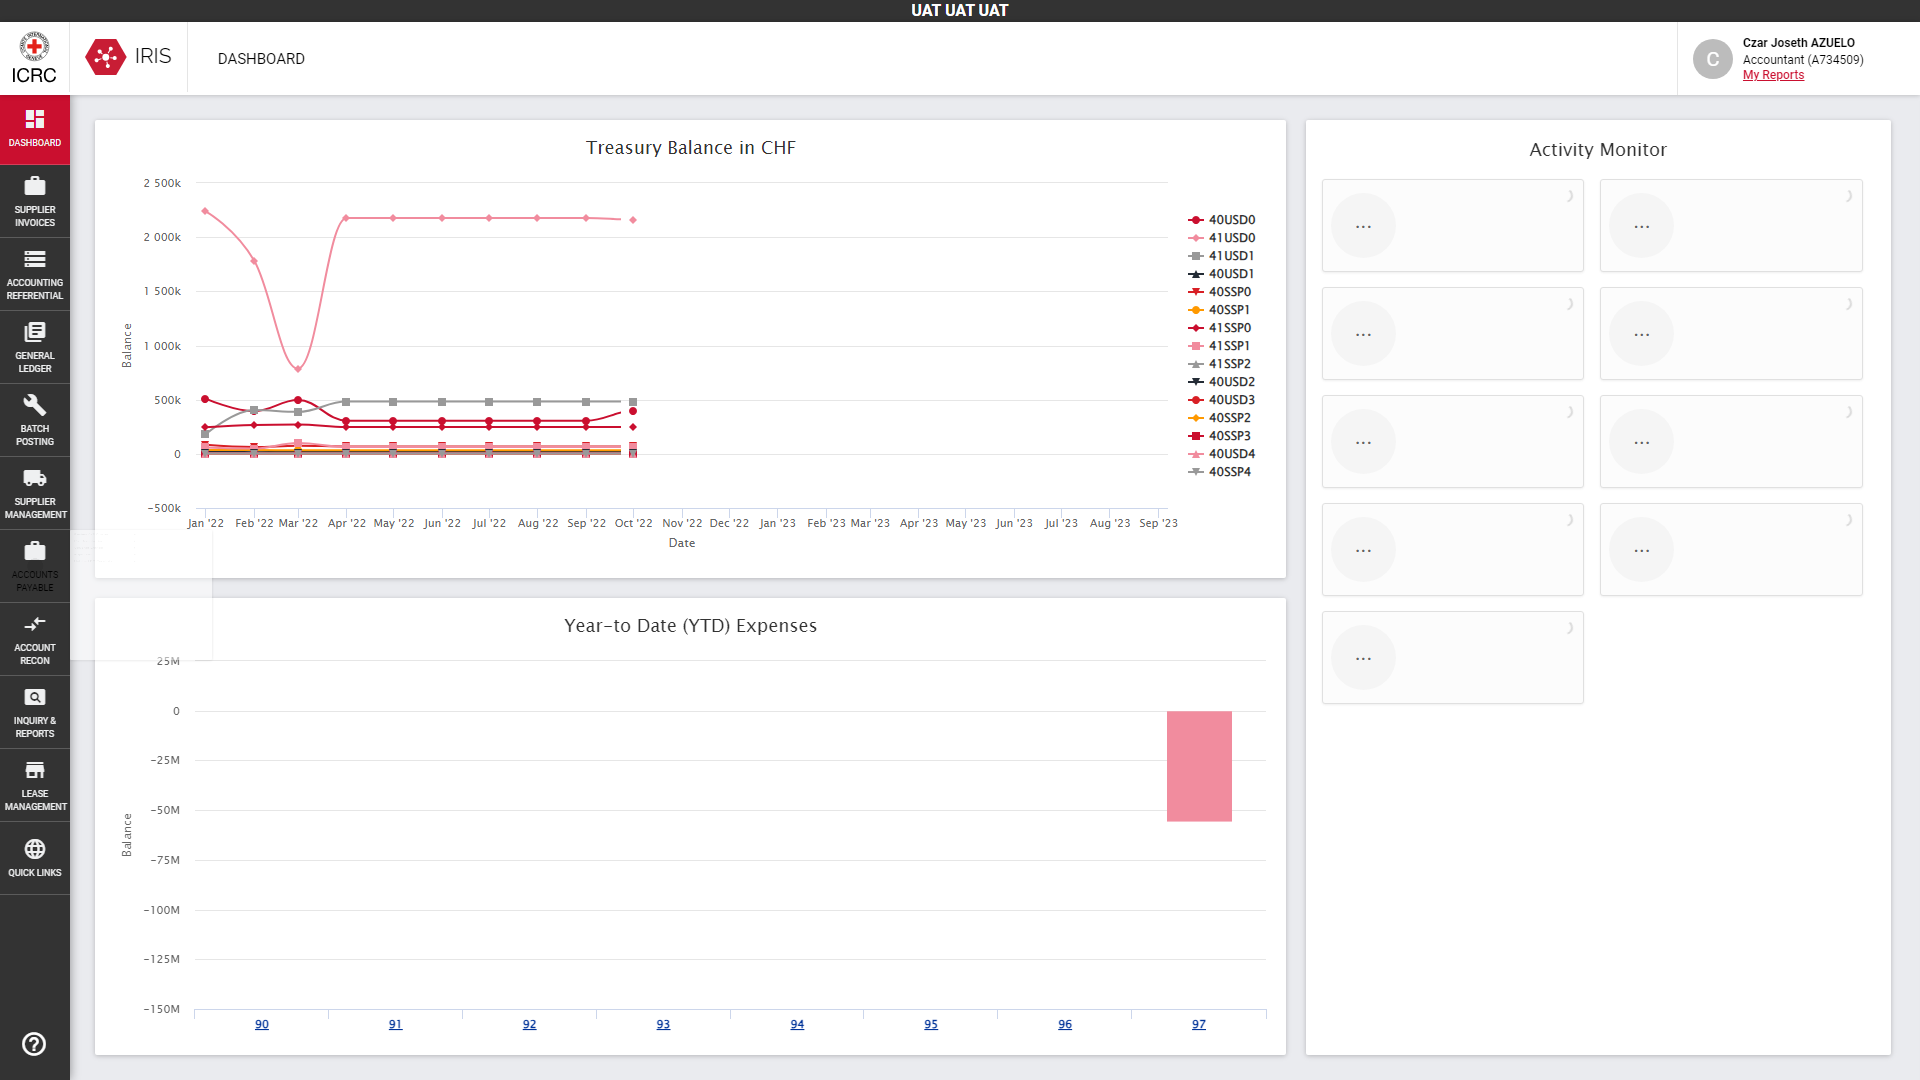 UAT UAT UAT
ICRC
IRIS
DASHBOARD
Czar Joseth AZUELO
Accountant (A734509)
My Reports
C
DASHBOARD
SUPPLIER
INVOICES
ACCOUNTING
REFERENTIAL
GENERAL
LEDGER
BATCH
POSTING
SUPPLIER
MANAGEMENT
ACCOUNTS
PAYABLE
ACCOUNT
RECON
INQUIRY &
REPORTS
LEASE
MANAGEMENT
QUICK LINKS
Treasury Balance in CHF
2 500k
2 000k
1 500k
1 000k
500k
0
−500k
Balance
Jan '22 Feb '22 Mar '22 Apr '22 May '22 Jun '22 Jul '22 Aug '22 Sep '22 Oct '22 Nov '22 Dec '22 Jan '23 Feb '23 Mar '23 Apr '23 May '23 Jun '23 Jul '23 Aug '23 Sep '23
Date
40USD0
41USD0
41USD1
40USD1
40SSP0
40SSP1
41SSP0
41SSP1
41SSP2
40USD2
40USD3
40SSP2
40SSP3
40USD4
40SSP4
Year−to Date (YTD) Expenses
25M
0
−25M
−50M
−75M
−100M
−125M
−150M
Balance
90 91 92 93 94 95 96 97
Activity Monitor
... ...
... ...
... ...
... ...
...